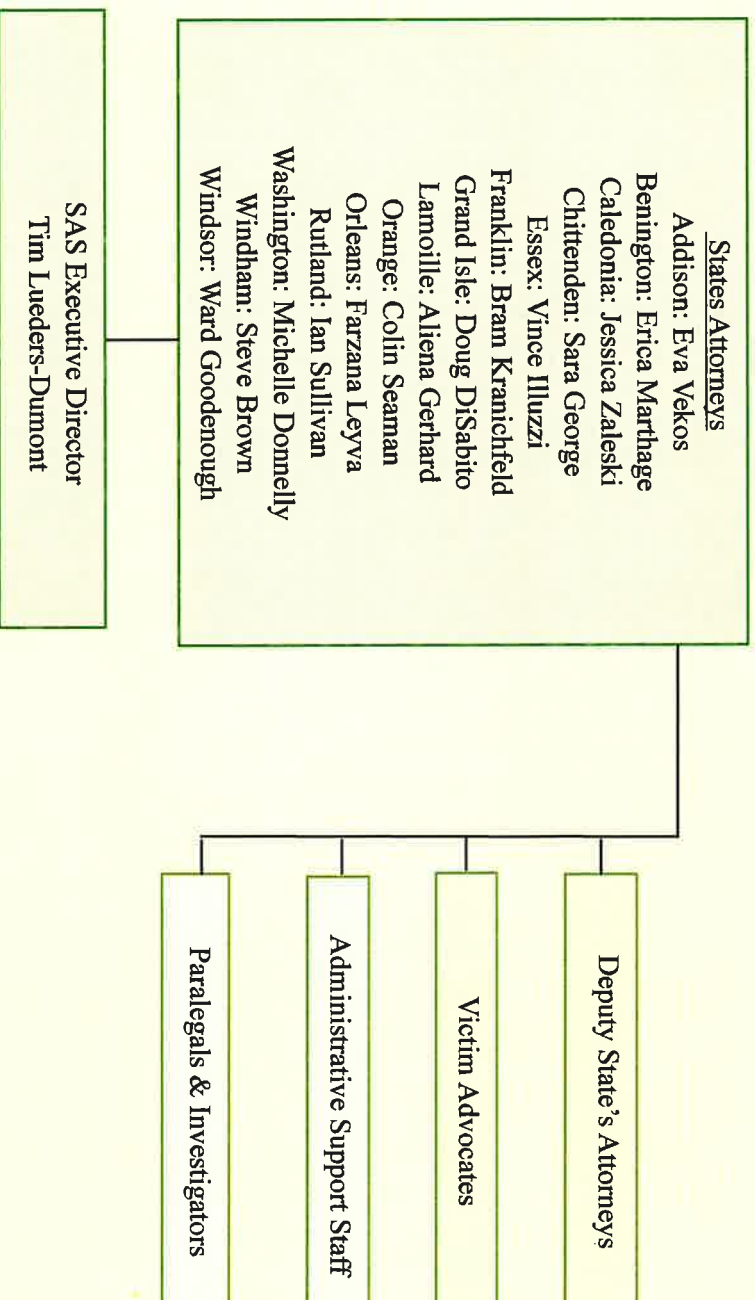 States Attorneys
Addison: Eva Vekos
Benington: Erica Marthage
Caledonia: Jessica Zaleski
Chittenden: Sara George
Essex: Vince Illuzzi
Franklin: Bram Kranichfeld
Grand Isle: Doug DiSabito
Lamoille: Aliena Gerhard
Orange: Colin Seaman
Orleans: Farzana Leyva
Rutland: Ian Sullivan
Washington: Michelle Donnelly
Windham: Steve Brown
Windsor: Ward Goodenough
SAS Executive Director
Tim Lueders-Dumont
Deputy State’s Attorneys
Victim Advocates
Administrative Support Staff
Paralegals & Investigators